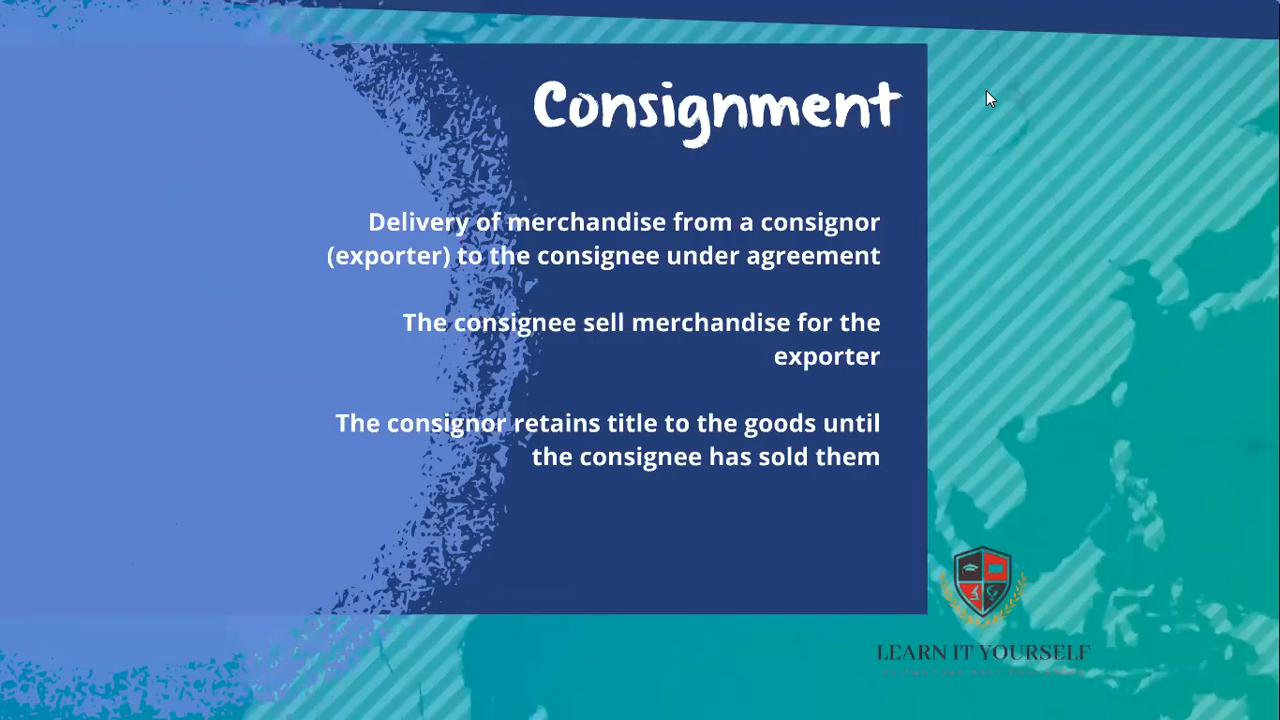 Consignment
Delivery of merchandise from a consignor
(exporter) to the consignee under agreement
The consignee sell merchandise for the
exporter
The consignor retains title to the goods until
the consignee has sold them
LEARN IT YOURSELF